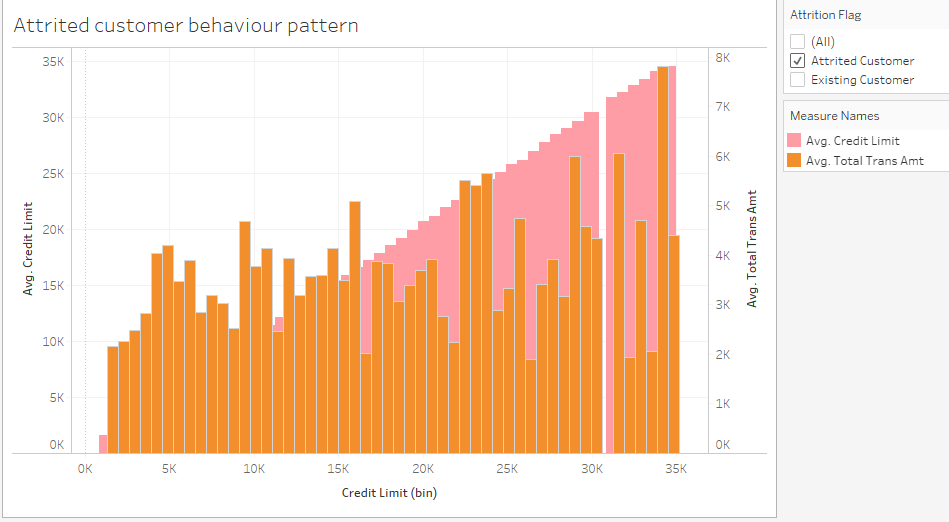 Attrited customer behaviour pattern
35K
30K
25K
20K
15K
10K
5K
0K
Avg. Credit Limit
8K
7K
6K
5K
4K
3K
2K
1K
0K
Avg. Total Trans Amt
0K 5K 10K 15K 20K 25K 30K 35K
Credit Limit (bin)
Attrition Flag
(All)
Attrited Customer
Existing Customer
Measure Names
Avg. Credit Limit
Avg. Total Trans Amt